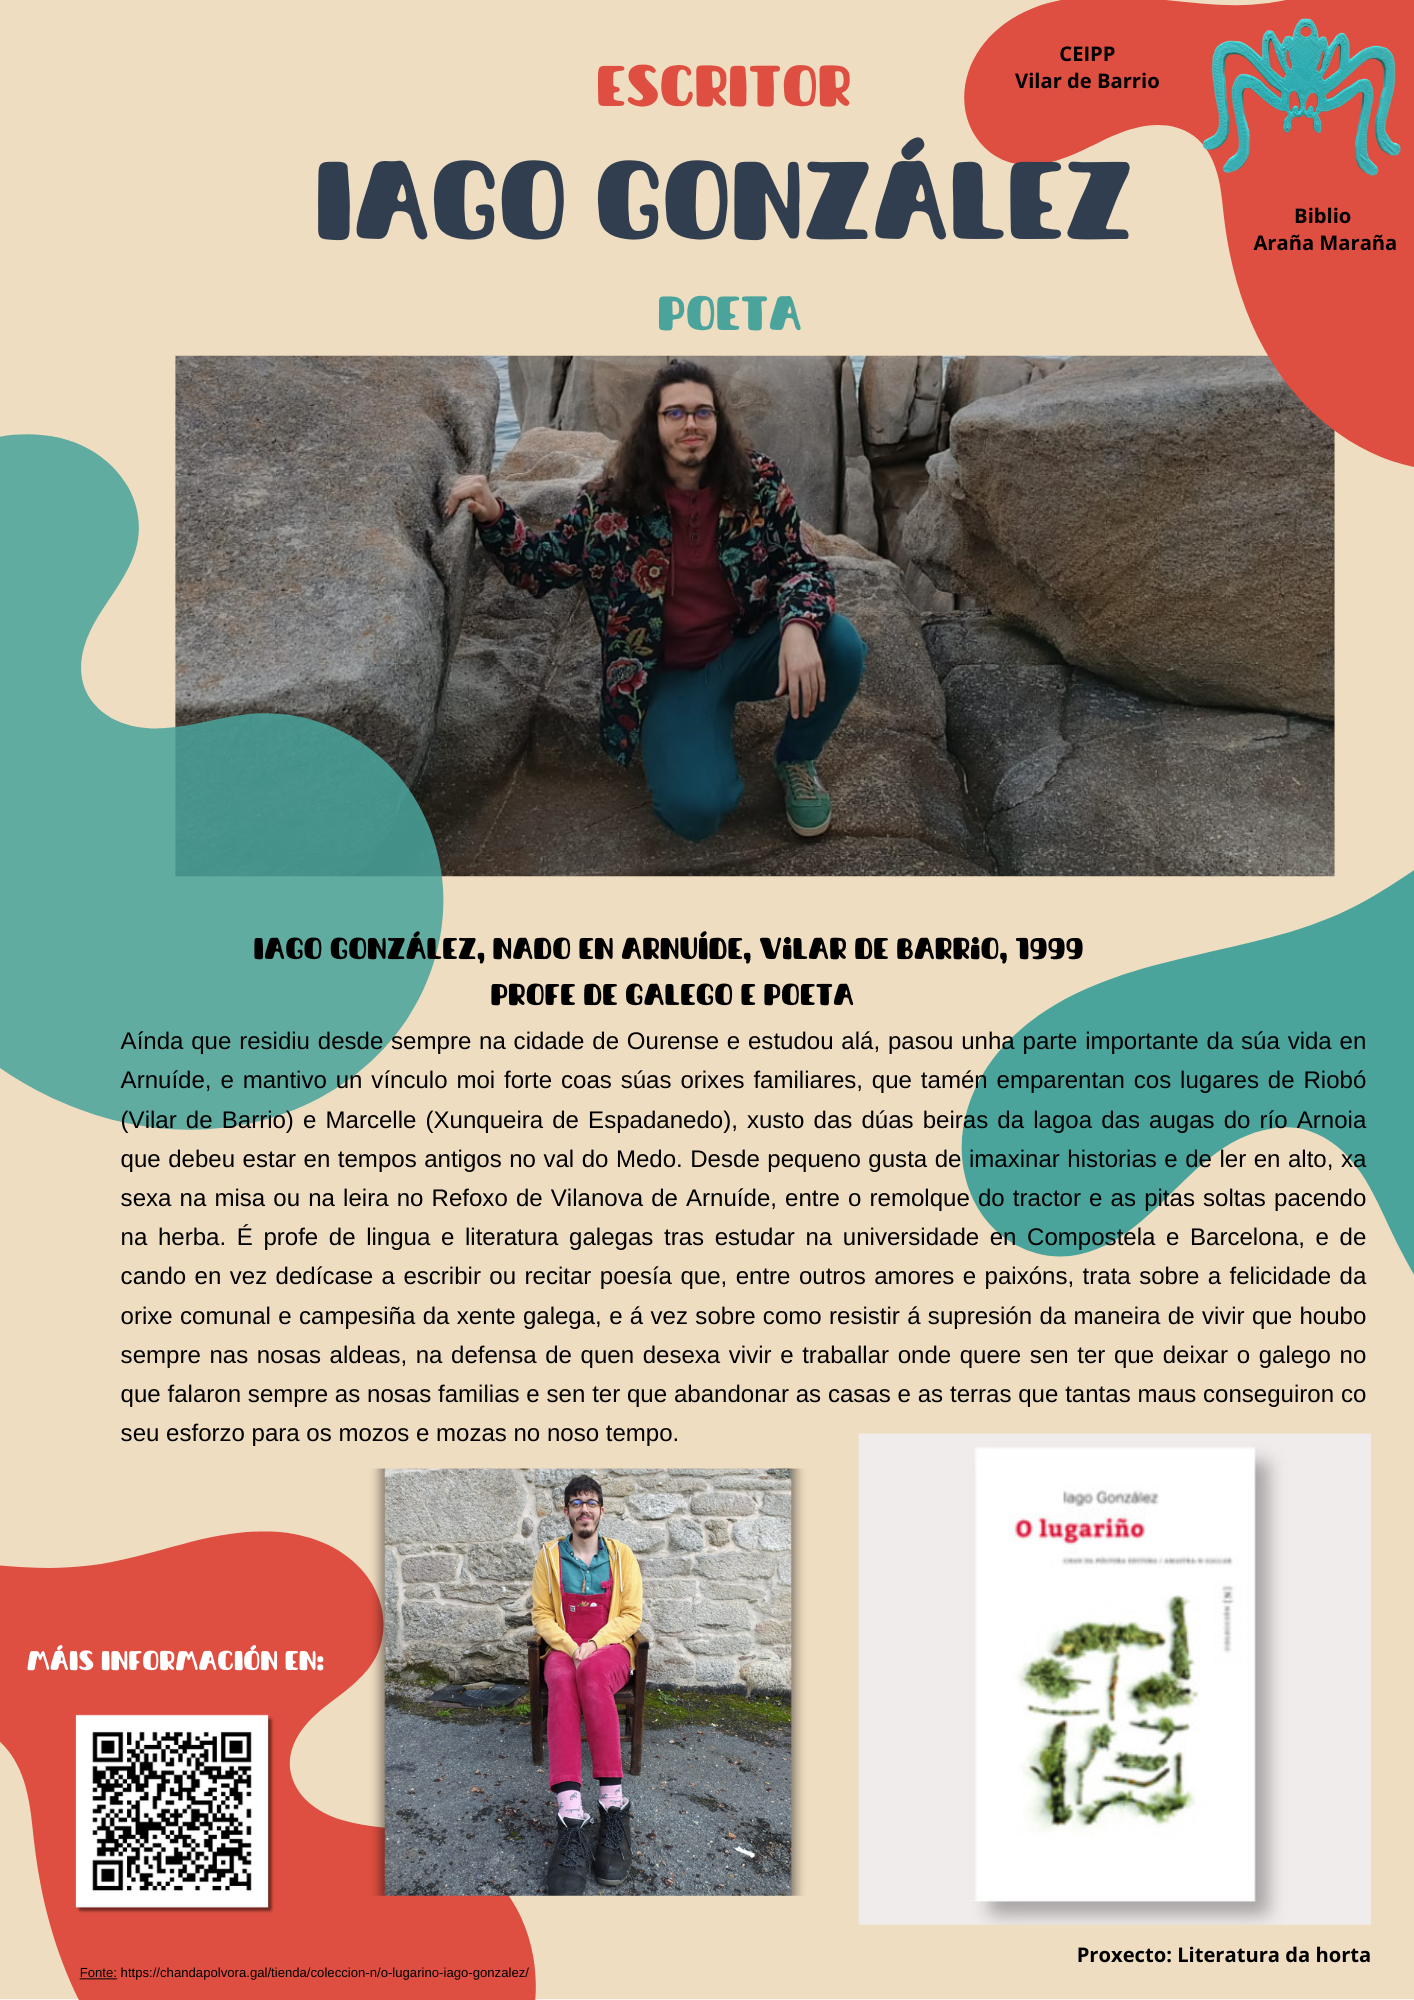 CEIPP
Vilar de Barrio
ESCRITOR
IAGO GONZÁLEZ
Biblio
Araña Maraña
POETA
IAGO GONZÁLEZ, NADO EN ARNUÍDE, VILAR DE BARRIO, 1999
PROFE DE GALEGO E POETA
Aínda que residiu desde sempre na cidade de Ourense e estudou alá, pasou unha parte importante da súa vida en
Arnuíde, e mantivo un vínculo moi forte coas súas orixes familiares, que tamén emparentan cos lugares de Riobó
(Vilar de Barrio) e Marcelle (Xunqueira de Espadanedo), xusto das dúas beiras da lagoa das augas do río Arnoia
que debeu estar en tempos antigos no val do Medo. Desde pequeno gusta de imaxinar historias e de ler en alto, xa
sexa na misa ou na leira no Refoxo de Vilanova de Arnuíde, entre o remolque do tractor e as pitas soltas pacendo
na herba. É profe de lingua e literatura galegas tras estudar na universidade en Compostela e Barcelona, e de
cando en vez dedícase a escribir ou recitar poesía que, entre outros amores e paixóns, trata sobre a felicidade da
orixe comunal e campesiña da xente galega, e á vez sobre como resistir á supresión da maneira de vivir que houbo
sempre nas nosas aldeas, na defensa de quen desexa vivir e traballar onde quere sen ter que deixar o galego no
que falaron sempre as nosas familias e sen ter que abandonar as casas e as terras que tantas maus conseguiron co
seu esforzo para os mozos e mozas no noso tempo.
Iago González
O lugariño
MÁIS INFORMACIÓN EN:
Proxecto: Literatura da horta
Fonte: https://chandapolvora.gal/tienda/coleccion-n/o-lugarino-iago-gonzalez/